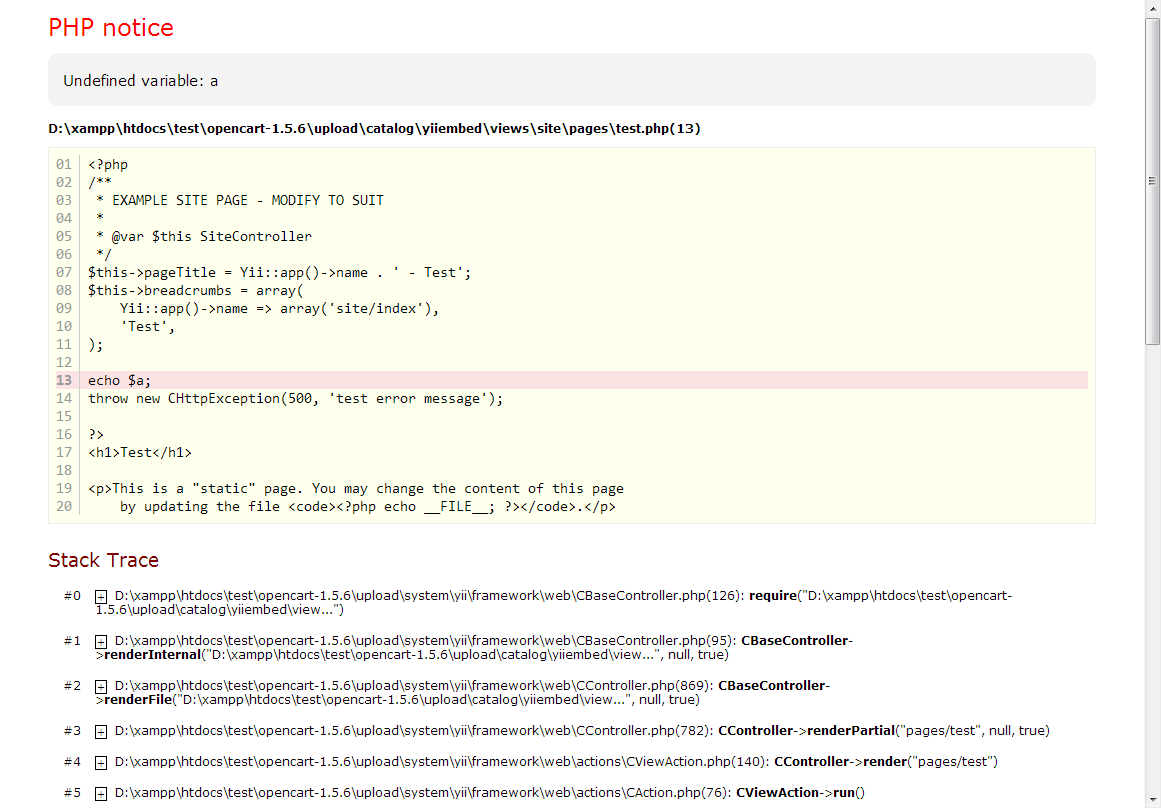 PHP notice
Undefined variable: a
D:\xampp\htdocs\test\opencart-1.5.6\upload\catalog\yiiembed\views\site\pages\test.php(13)
01 <?php
02 /**
03  * EXAMPLE SITE PAGE - MODIFY TO SUIT
04  *
05  * @var $this SiteController
06  */
07 $this->pageTitle = Yii::app()->name . ' - Test';
08 $this->breadcrumbs = array(
09     Yii::app()->name => array('site/index'),
10     'Test',
11 );
12
13 echo $a;
14 throw new CHttpException(500, 'test error message');
15
16 ?>
17 <h1>Test</h1>
18
19 <p>This is a "static" page. You may change the content of this page
20     by updating the file <code><?php echo __FILE__; ?></code>.</p>
Stack Trace
#0 + D:\xampp\htdocs\test\opencart-1.5.6\upload\system\yii\framework\web\CBaseController.php(126): require("D:\xampp\htdocs\test\opencart-
1.5.6\upload\catalog\yiiembed\view...")
#1 + D:\xampp\htdocs\test\opencart-1.5.6\upload\system\yii\framework\web\CBaseController.php(95): CBaseController-
>renderInternal("D:\xampp\htdocs\test\opencart-1.5.6\upload\catalog\yiiembed\view...", null, true)
#2 + D:\xampp\htdocs\test\opencart-1.5.6\upload\system\yii\framework\web\CController.php(869): CBaseController-
>renderFile("D:\xampp\htdocs\test\opencart-1.5.6\upload\catalog\yiiembed\view...", null, true)
#3 + D:\xampp\htdocs\test\opencart-1.5.6\upload\system\yii\framework\web\CController.php(782): CController->renderPartial("pages/test", null, true)
#4 + D:\xampp\htdocs\test\opencart-1.5.6\upload\system\yii\framework\web\actions\CViewAction.php(140): CController->render("pages/test")
#5 + D:\xampp\htdocs\test\opencart-1.5.6\upload\system\yii\framework\web\actions\CAction.php(76): CViewAction->run()